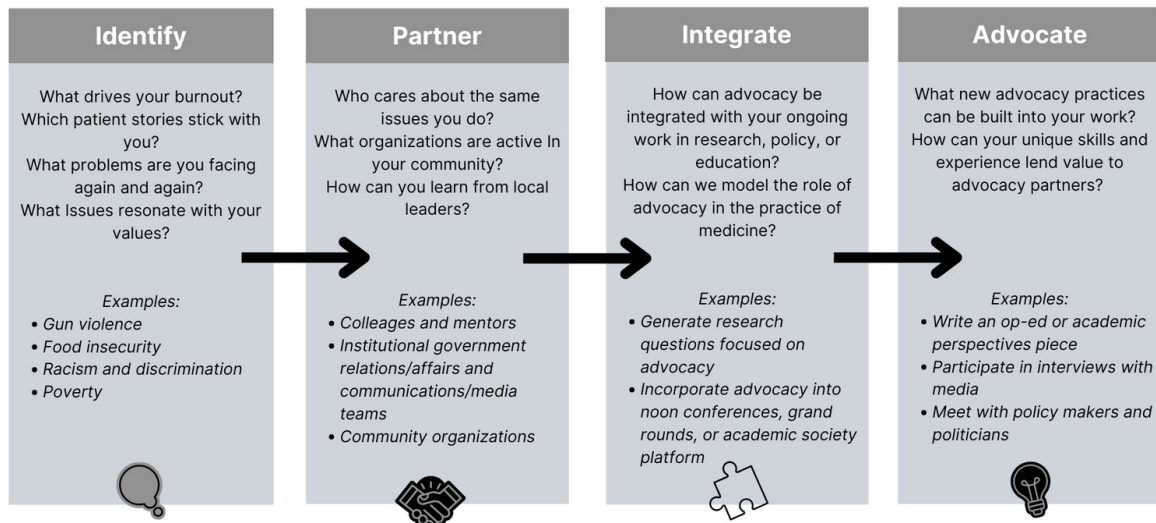 Identify
What drives your burnout?
Which patient stories stick with
you?
What problems are you facing
again and again?
What Issues resonate with your
values?
Examples:
• Gun violence
• Food insecurity
• Racism and discrimination
• Poverty
Partner
Who cares about the same
issues you do?
What organizations are active In
your community?
How can you learn from local
leaders?
Examples:
• Colleages and mentors
• Institutional government
relations/affairs and
communications/media
teams
• Community organizations
Integrate
How can advocacy be
integrated with your ongoing
work in research, policy, or
education?
How can we model the role of
advocacy in the practice of
medicine?
Examples:
• Generate research
questions focused on
advocacy
• Incorporate advocacy into
noon conferences, grand
rounds, or academic society
platform
Advocate
What new advocacy practices
can be built into your work?
How can your unique skills and
experience lend value to
advocacy partners?
Examples:
• Write an op-ed or academic
perspectives piece
• Participate in interviews with
media
• Meet with policy makers and
politicians